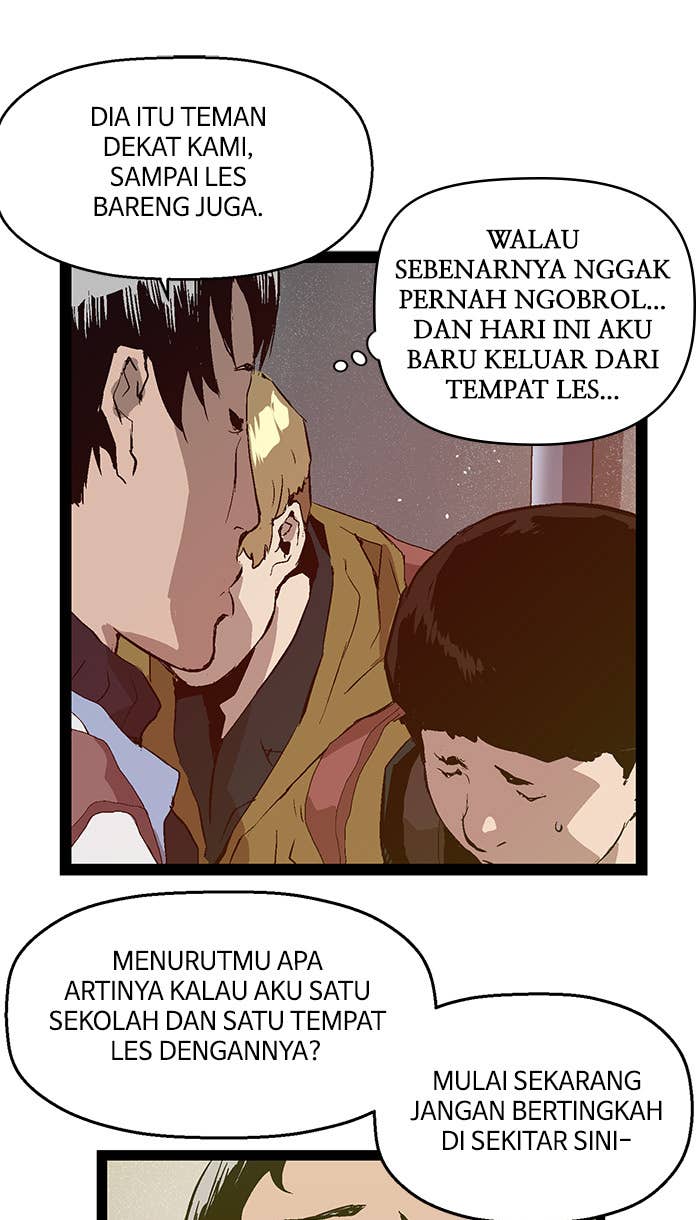 DIA ITU TEMAN
DEKAT KAMI,
SAMPAI LES
BARENG JUGA.
WALAU
SEBENARNYA NGGAK
PERNAH NGOBROL...
DAN HARI INI AKU
BARU KELUAR DARI
TEMPAT LES...
MENURUTMU APA
ARTINYA KALAU AKU SATU
SEKOLAH DAN SATU TEMPAT
LES DENGANNYA?
MULAI SEKARANG
JANGAN BERTINGKAH
DI SEKITAR SINI-